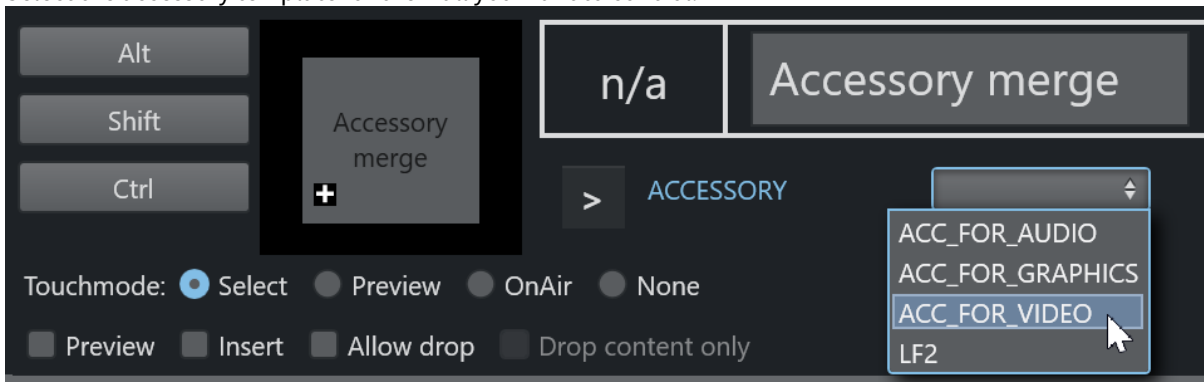 Alt
Shift
Ctrl
Accessory
merge
n/a
Accessory merge
>
ACCESSORY
ACC_FOR_AUDIO
ACC_FOR_GRAPHICS
ACC_FOR_VIDEO
LF2
Touchmode: Select Preview OnAir None
Preview Insert Allow drop Drop content only